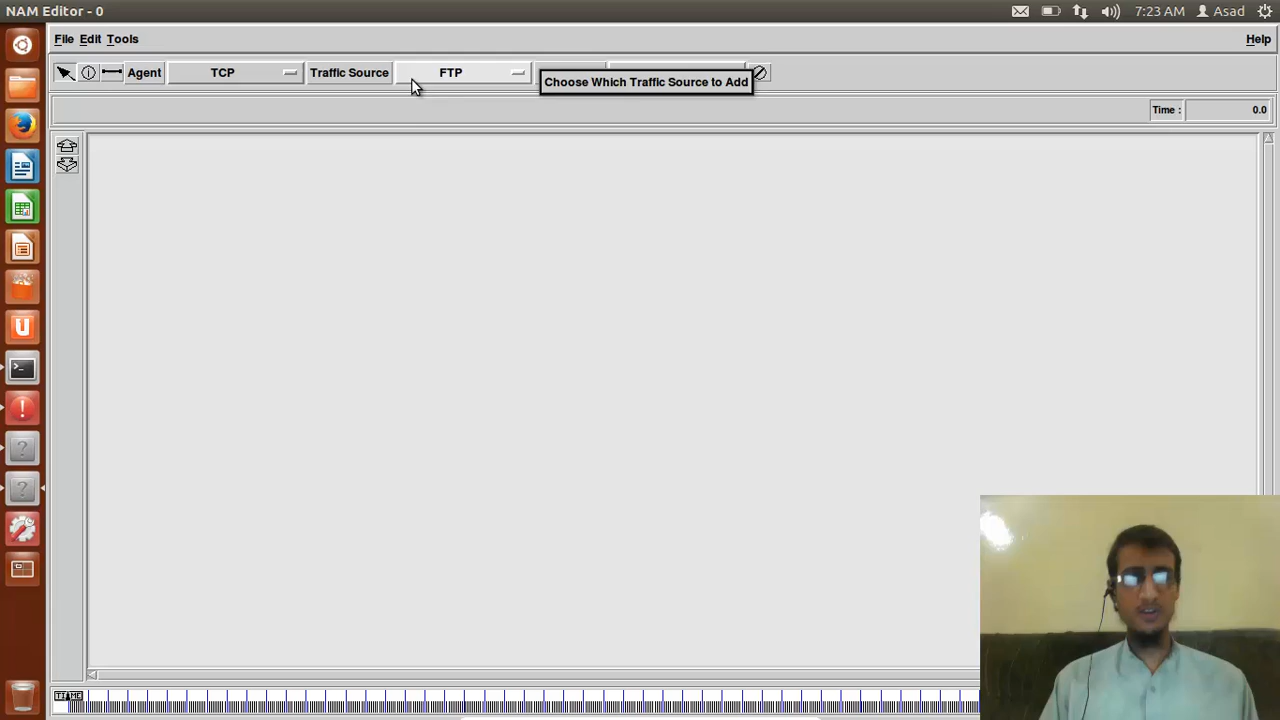 NAM Editor - 0
7:23 AM Asad
File Edit Tools Help
Agent TCP Traffic Source FTP
Choose Which Traffic Source to Add
Time : 0.0
TIME